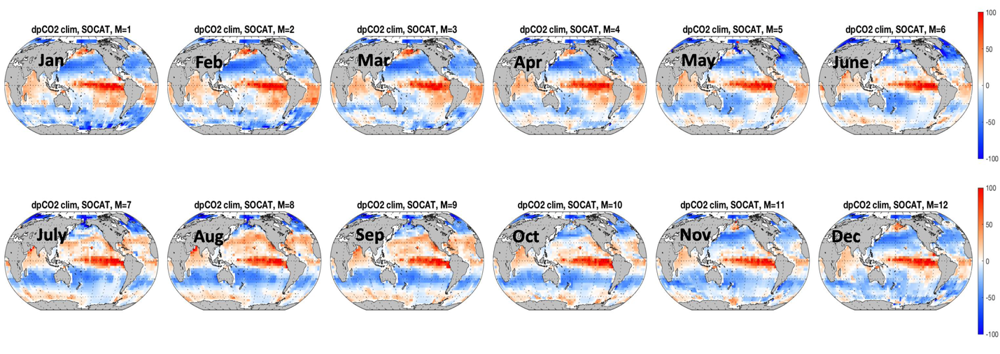 dpCO2 clim, SOCAT, M=1
dpCO2 clim, SOCAT, M=2
dpCO2 clim, SOCAT, M=3
dpCO2 clim, SOCAT, M=4
dpCO2 clim, SOCAT, M=5
dpCO2 clim, SOCAT, M=6
Jan
Feb
Mar
Apr
May
June
100
50
0
-50
-100
dpCO2 clim, SOCAT, M=7
dpCO2 clim, SOCAT, M=8
dpCO2 clim, SOCAT, M=9
dpCO2 clim, SOCAT, M=10
dpCO2 clim, SOCAT, M=11
dpCO2 clim, SOCAT, M=12
July
Aug
Sep
Oct
Nov
Dec
100
50
0
-50
-100